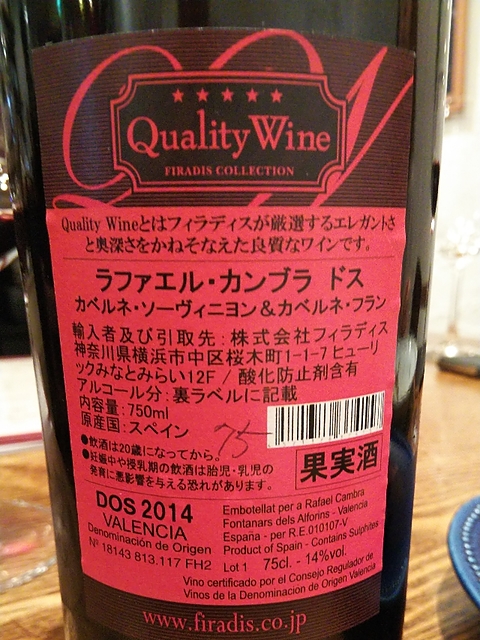 Quality Wine
FIRADIS COLLECTION
Quality Wineとはフィラディスが厳選するエレガントさ
と奥深さをかねそなえた良質なワインです。
ラファエル・カンブラ ドス
カベルネ・ソーヴィニヨン＆カベルネ・フラン
輸入者及び引取先：株式会社フィラディス
神奈川県横浜市中区桜木町1-1-7ヒューリ
ックみなとみらい12F / 酸化防止剤含有
アルコール分：裏ラベルに記載
内容量：750ml
原産国：スペイン
75
●飲酒は20歳になってから。
●妊娠中や授乳期の飲酒は胎児・乳児の
発育に悪影響を与える恐れがあります。
果実酒
DOS 2014
VALENCIA
Denominación de Origen
Nº 18143 813.117 FH2
Embotellat per a Rafael Cambra
Fontanars dels Alforins - Valencia
España - per R.E.010107-V
Product of Spain - Contains Sulphites
Lot 1 75cl. - 14%vol.
Vino certificado por el Consejo Regulador de
Vinos de la Denominacion de Origen Valencia
www.firadis.co.jp